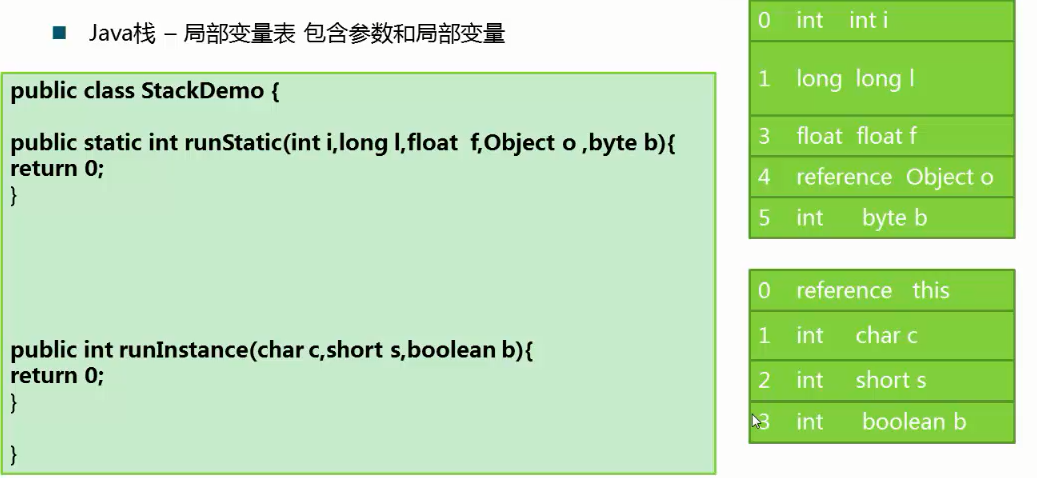 Java栈 – 局部变量表 包含参数和局部变量
public class StackDemo {
public static int runStatic(int i,long l,float  f,Object o ,byte b){
return 0;
}
public int runInstance(char c,short s,boolean b){
return 0;
}
}
0 int int i
1 long long l
3 float float f
4 reference Object o
5 int byte b
0 reference this
1 int char c
2 int short s
3 int boolean b